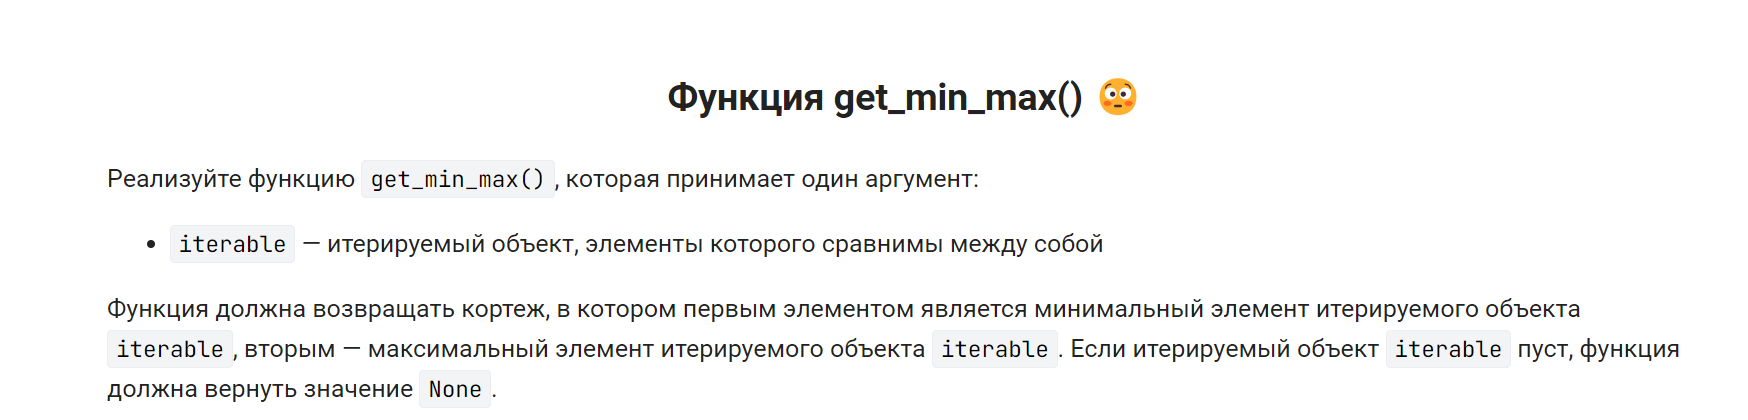 Функция get_min_max() 😳
Реализуйте функцию get_min_max(), которая принимает один аргумент:
• iterable — итерируемый объект, элементы которого сравнимы между собой
Функция должна возвращать кортеж, в котором первым элементом является минимальный элемент итерируемого объекта
iterable, вторым — максимальный элемент итерируемого объекта iterable. Если итерируемый объект iterable пуст, функция
должна вернуть значение None.